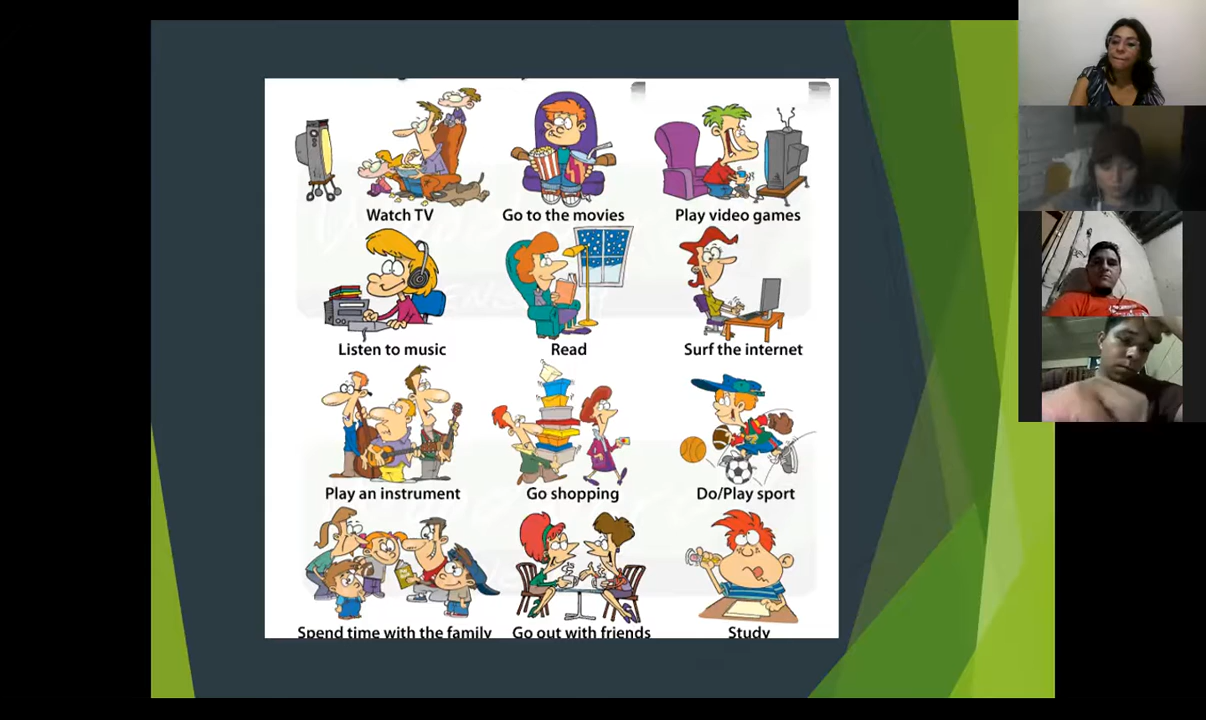 Watch TV
Go to the movies
Play video games
Listen to music
Read
Surf the internet
Play an instrument
Go shopping
Do/Play sport
Spend time with the family
Go out with friends
Study